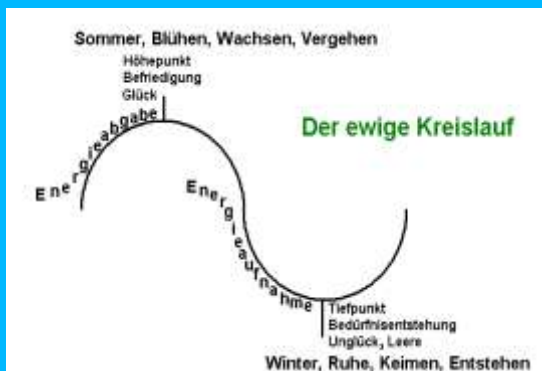 Sommer, Blühen, Wachsen, Vergehen
Höhepunkt
Befriedigung
Glück
Der ewige Kreislauf
Energieabgabe
Energieaufnahme
Tiefpunkt
Bedürfnisentstehung
Unglück, Leere
Winter, Ruhe, Keimen, Entstehen